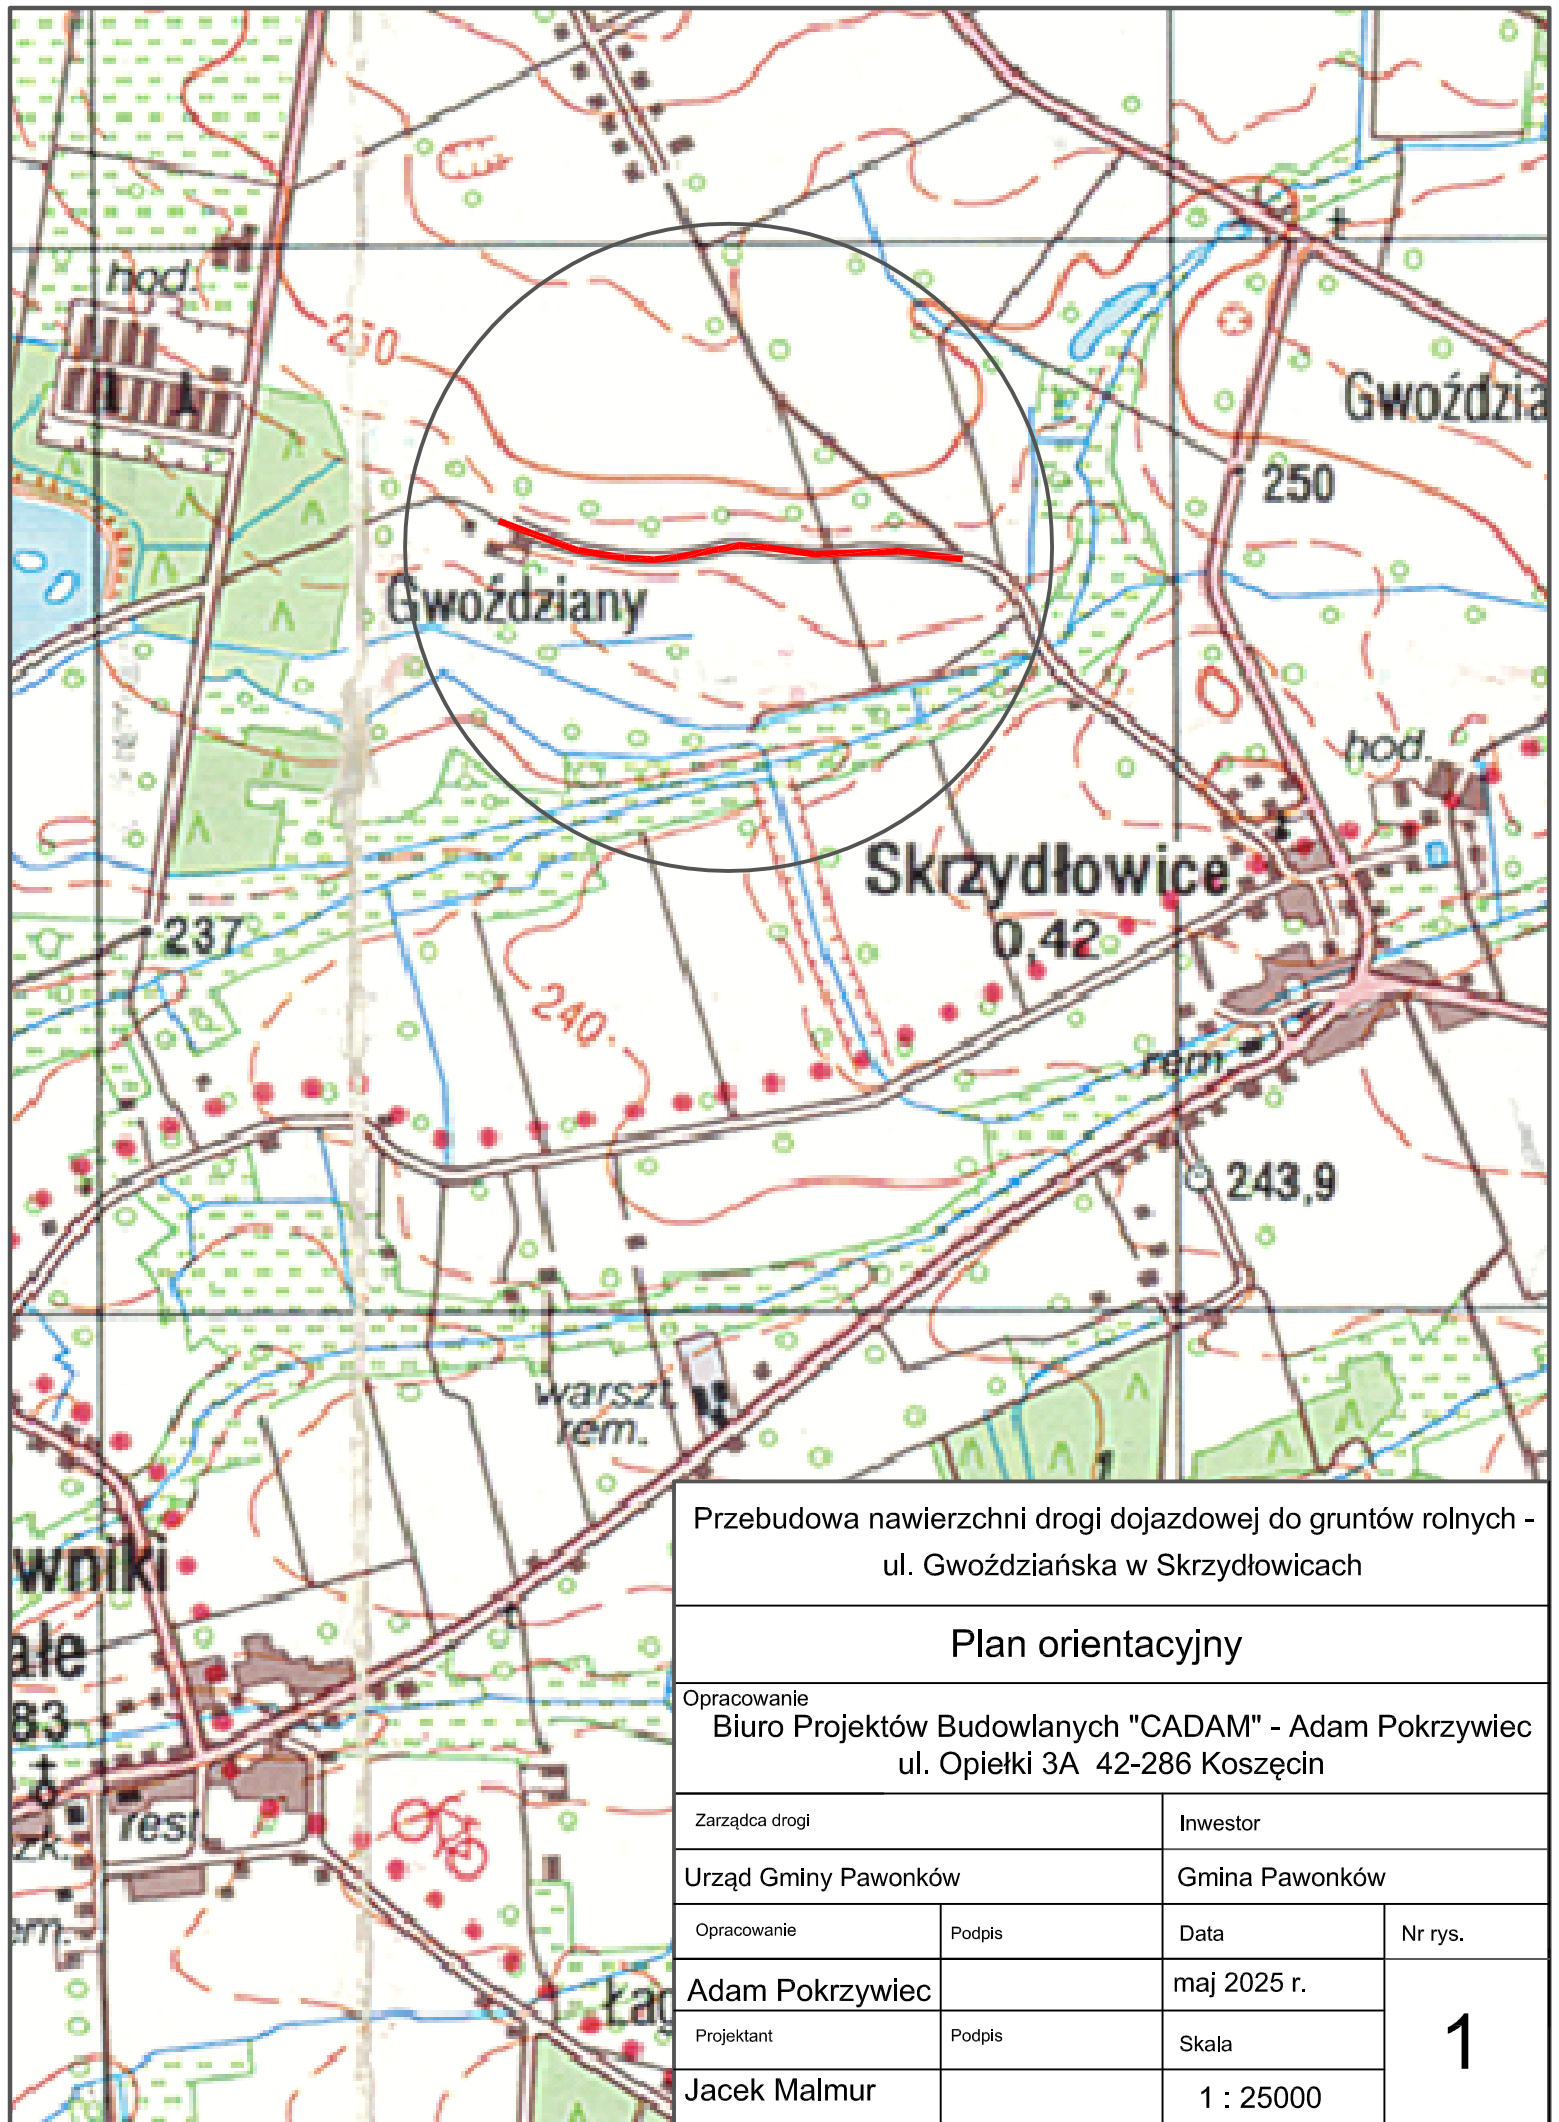 hod.
250
Gwoździa
250
Gwoździany
hod.
Skrzydłowice
0,42
237
240
rem.
243,9
warszt.
rem.
wniki
ałe
83
rest
zk.
em.
Łag
Przebudowa nawierzchni drogi dojazdowej do gruntów rolnych -
ul. Gwoździańska w Skrzydłowicach
Plan orientacyjny
Opracowanie
Biuro Projektów Budowlanych "CADAM" - Adam Pokrzywiec
ul. Opiełki 3A 42-286 Koszęcin
Zarządca drogi
Inwestor
Urząd Gminy Pawonków
Gmina Pawonków
Opracowanie
Podpis
Data
Nr rys.
Adam Pokrzywiec
maj 2025 r.
1
Projektant
Podpis
Skala
Jacek Malmur
1 : 25000